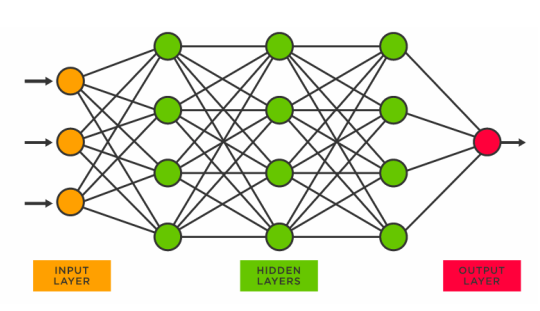 INPUT
LAYER
HIDDEN
LAYERS
OUTPUT
LAYER